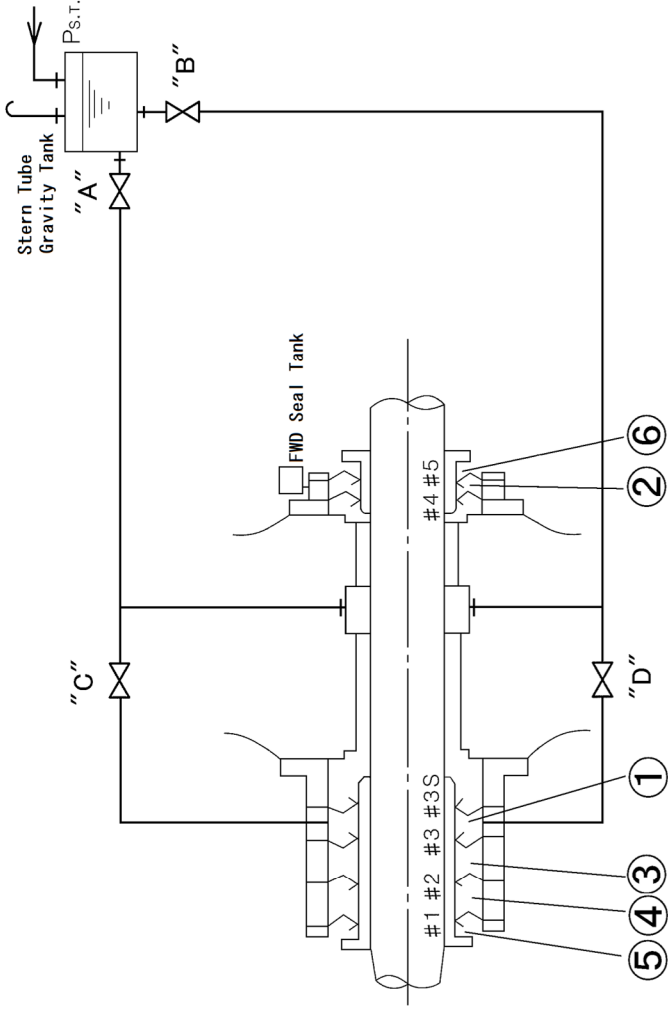 Stern Tube
Gravity Tank
PS.T.
"A"
"B"
FWD Seal Tank
"C"
"D"
#1 #2 #3 #3S
#4 #5
⑤ ④ ③ ①
② ⑥